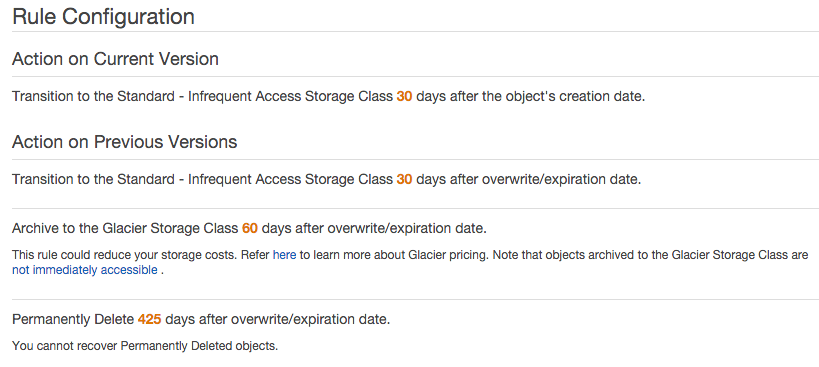 Rule Configuration
Action on Current Version
Transition to the Standard - Infrequent Access Storage Class 30 days after the object's creation date.
Action on Previous Versions
Transition to the Standard - Infrequent Access Storage Class 30 days after overwrite/expiration date.
Archive to the Glacier Storage Class 60 days after overwrite/expiration date.
This rule could reduce your storage costs. Refer here to learn more about Glacier pricing. Note that objects archived to the Glacier Storage Class are
not immediately accessible .
Permanently Delete 425 days after overwrite/expiration date.
You cannot recover Permanently Deleted objects.